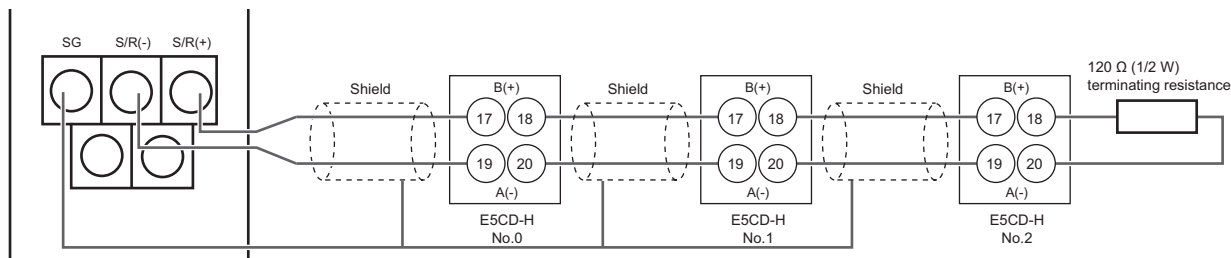 SG S/R(-) S/R(+)
Shield
B(+)
17 18
19 20
A(-)
E5CD-H
No.0
Shield
B(+)
17 18
19 20
A(-)
E5CD-H
No.1
Shield
B(+)
17 18
19 20
A(-)
E5CD-H
No.2
120 Ω (1/2 W)
terminating resistance